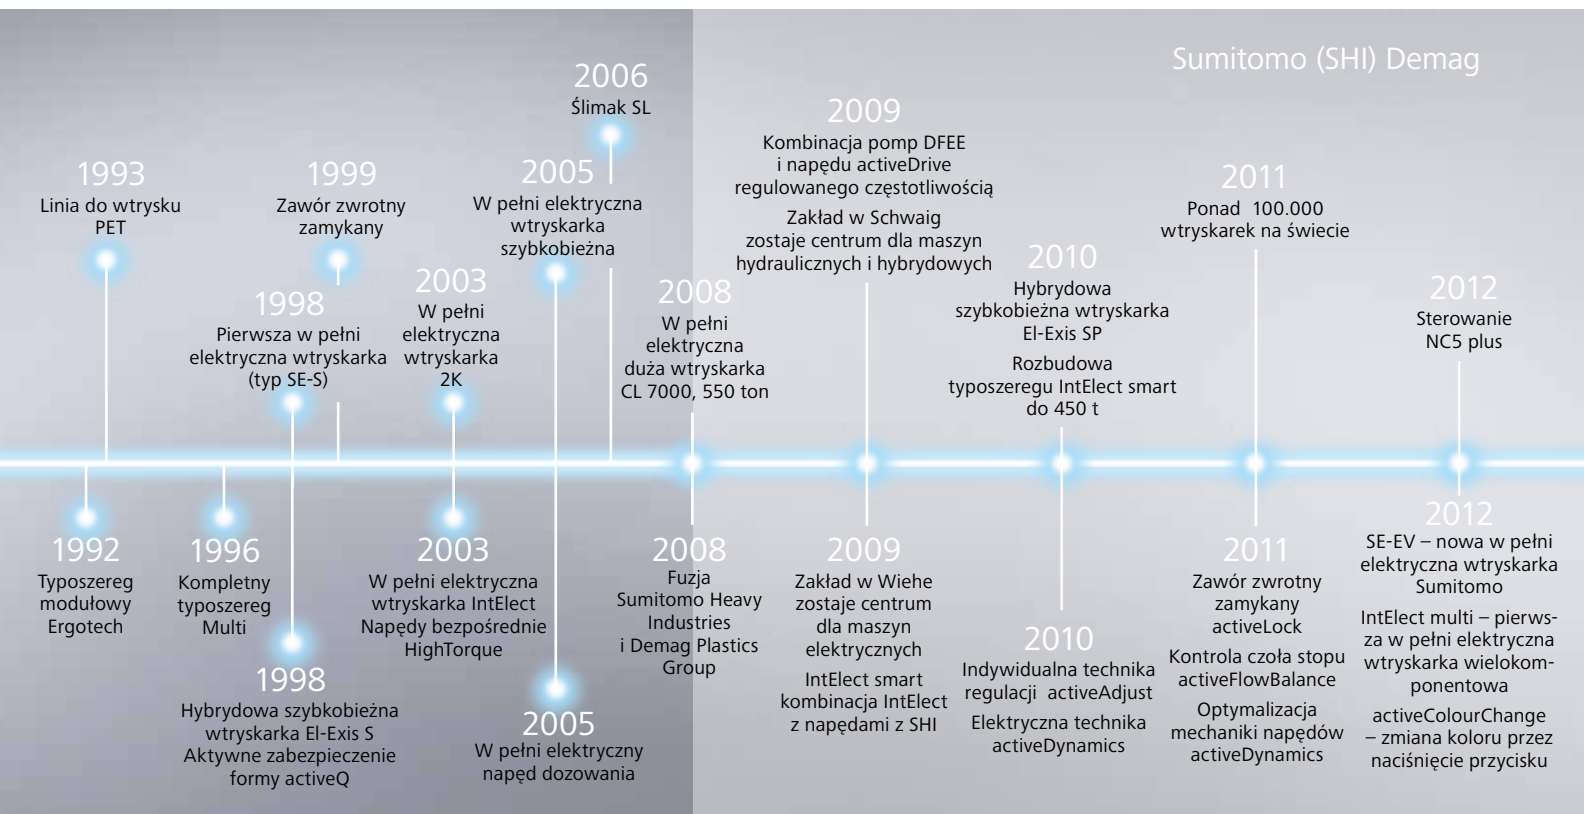 Sumitomo (SHI) Demag
1992
Typoszereg
modułowy
Ergotech
1993
Linia do wtrysku
PET
1996
Kompletny
typoszereg
Multi
1998
Pierwsza w pełni
elektryczna wtryskarka
(typ SE-S)
1998
Hybrydowa szybkobieżna
wtryskarka El-Exis S
Aktywne zabezpieczenie
formy activeQ
1999
Zawór zwrotny
zamykany
2003
W pełni
elektryczna
wtryskarka
2K
2003
W pełni elektryczna
wtryskarka IntElect
Napędy bezpośrednie
HighTorque
2005
W pełni elektryczna
wtryskarka
szybkobieżna
2005
W pełni elektryczny
napęd dozowania
2006
Ślimak SL
2008
W pełni
elektryczna
duża wtryskarka
CL 7000, 550 ton
2008
Fuzja
Sumitomo Heavy
Industries
i Demag Plastics
Group
2009
Kombinacja pomp DFEE
i napędu activeDrive
regulowanego częstotliwością
Zakład w Schwaig
zostaje centrum dla maszyn
hydraulicznych i hybrydowych
2009
Zakład w Wiehe
zostaje centrum
dla maszyn
elektrycznych
IntElect smart
kombinacja IntElect
z napędami z SHI
2010
Hybrydowa
szybkobieżna wtryskarka
El-Exis SP
Rozbudowa
typoszeregu IntElect smart
do 450 t
2010
Indywidualna technika
regulacji activeAdjust
Elektryczna technika
activeDynamics
2011
Ponad 100.000
wtryskarek na świecie
2011
Zawór zwrotny
zamykany
activeLock
Kontrola czoła stopu
activeFlowBalance
Optymalizacja
mechaniki napędów
activeDynamics
2012
Sterowanie
NC5 plus
2012
SE-EV – nowa w pełni
elektryczna wtryskarka
Sumitomo
IntElect multi – pierws-
za w pełni elektryczna
wtryskarka wielokom-
ponentowa
activeColourChange
– zmiana koloru przez
naciśnięcie przycisku